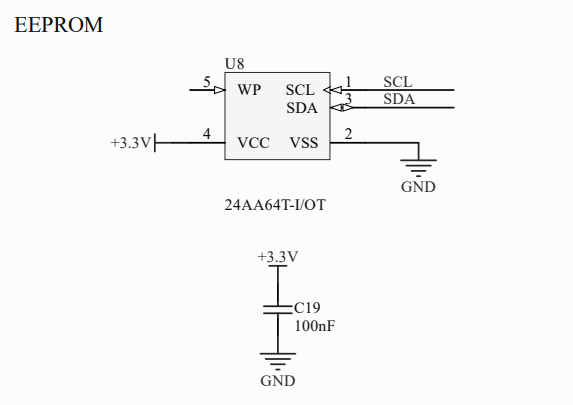 EEPROM
U8
5 WP SCL 1 SCL
SDA 3 SDA
+3.3V 4 VCC VSS 2
GND
24AA64T-I/OT
+3.3V
C19
100nF
GND